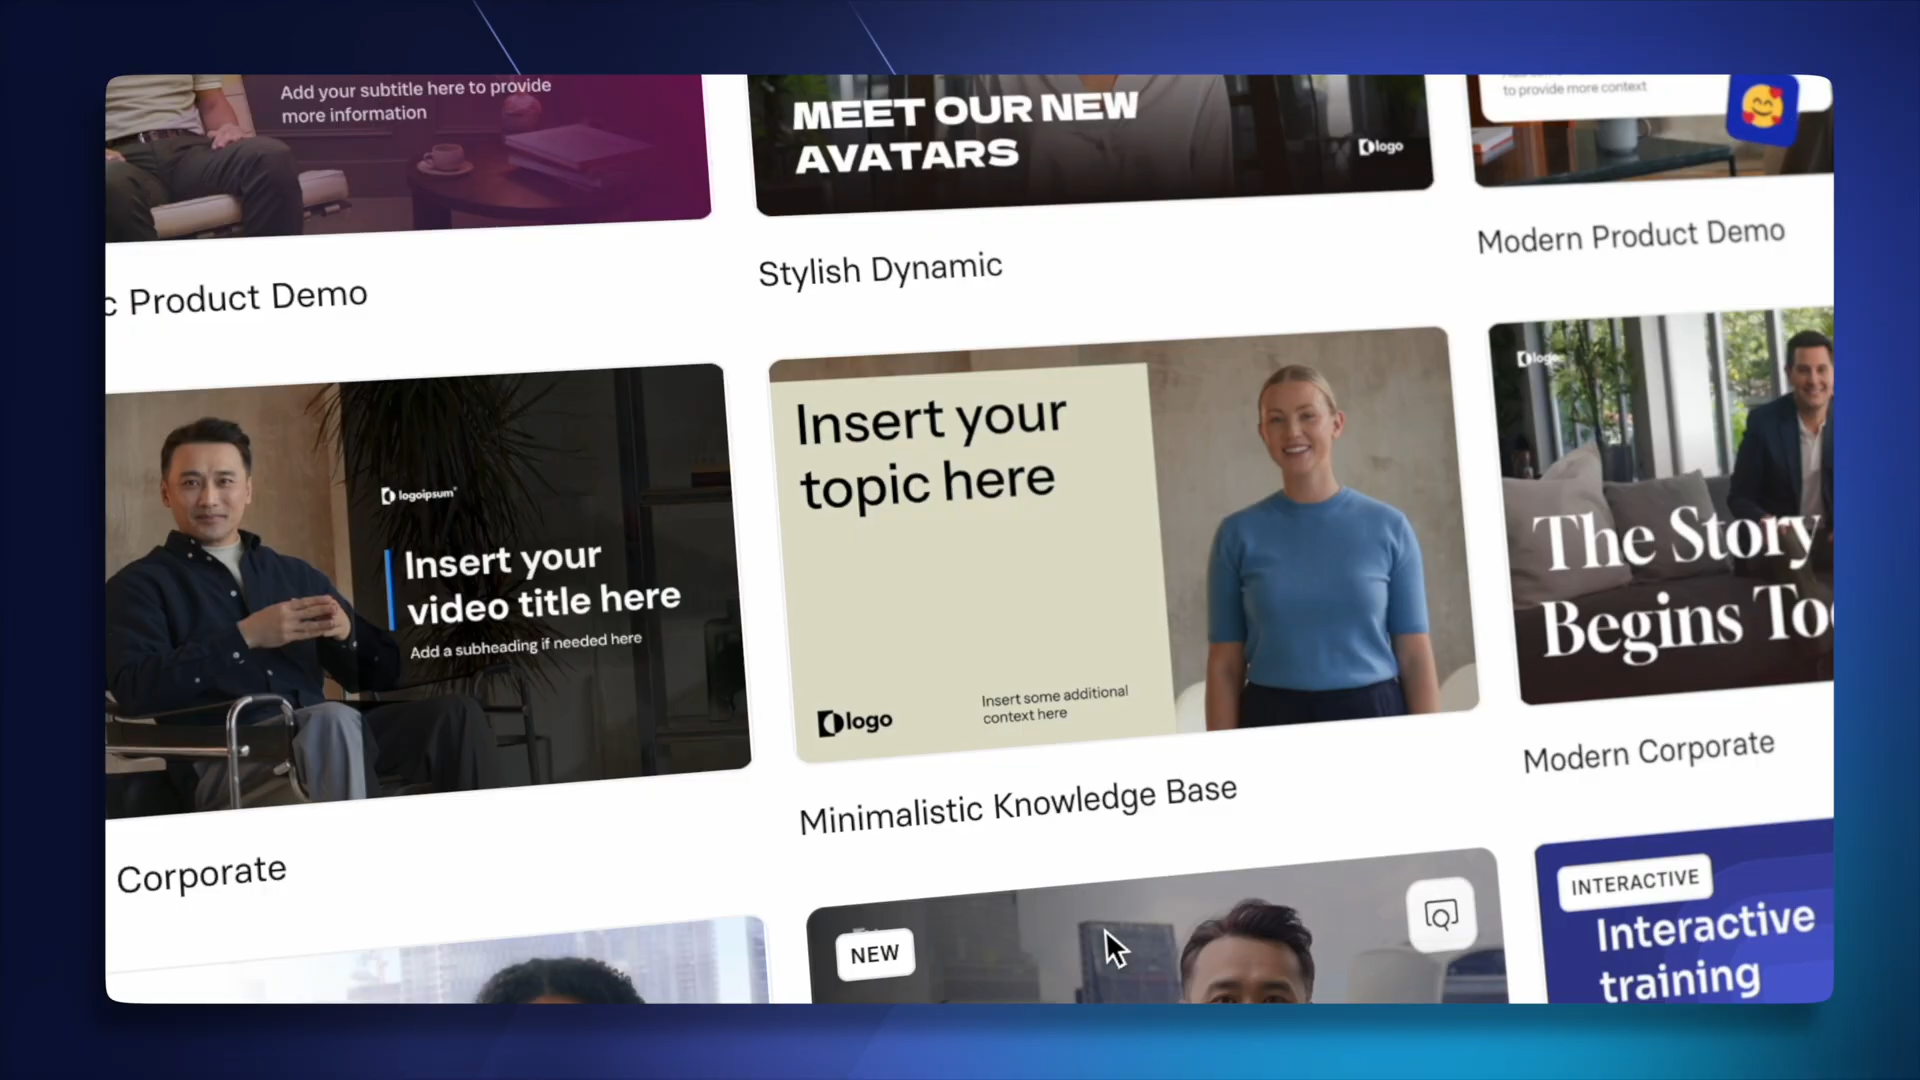 Add your subtitle here to provide
more information
MEET OUR NEW
AVATARS
logo
to provide more context
c Product Demo
Stylish Dynamic
Modern Product Demo
logoipsum
Insert your
video title here
Add a subheading if needed here
Insert your
topic here
logo
Insert some additional
context here
logo
The Story
Begins To
Corporate
Minimalistic Knowledge Base
Modern Corporate
NEW
INTERACTIVE
Interactive
training